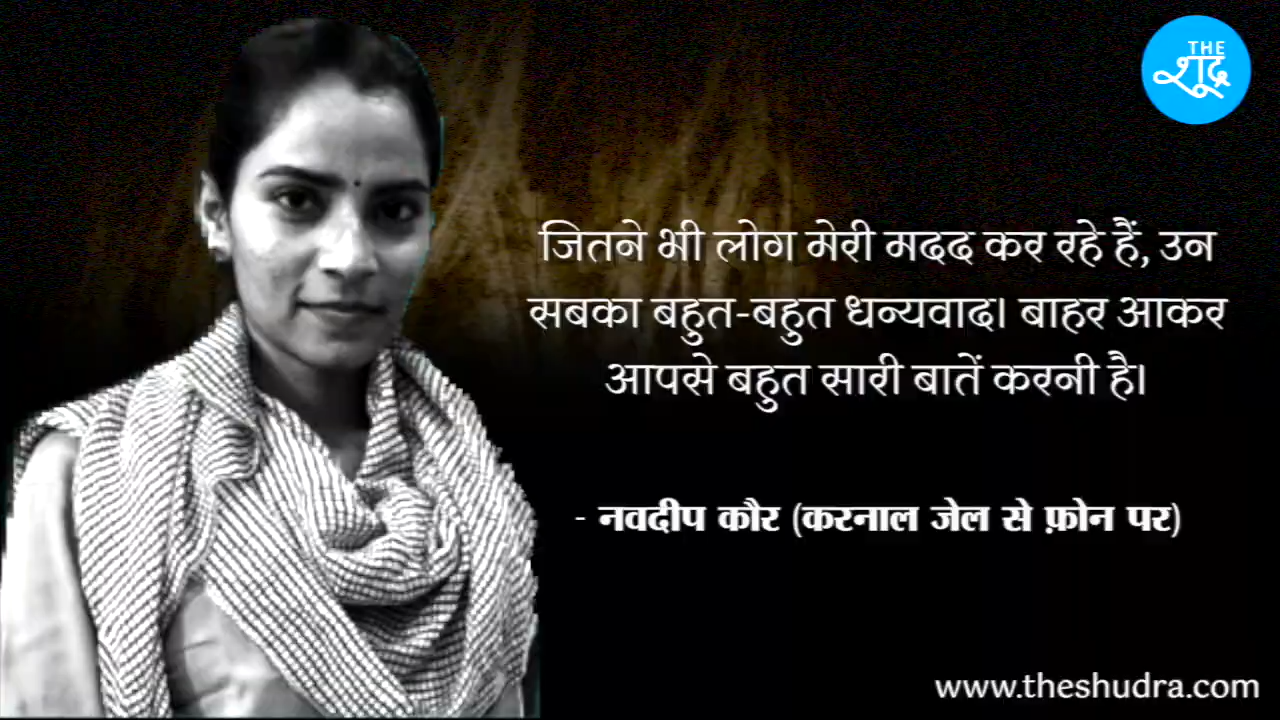 THE
शूद्र
जितने भी लोग मेरी मदद कर रहे हैं, उन
सबका बहुत-बहुत धन्यवाद। बाहर आकर
आपसे बहुत सारी बातें करनी है।
- नवदीप कौर (करनाल जेल से फ़ोन पर)
www.theshudra.com